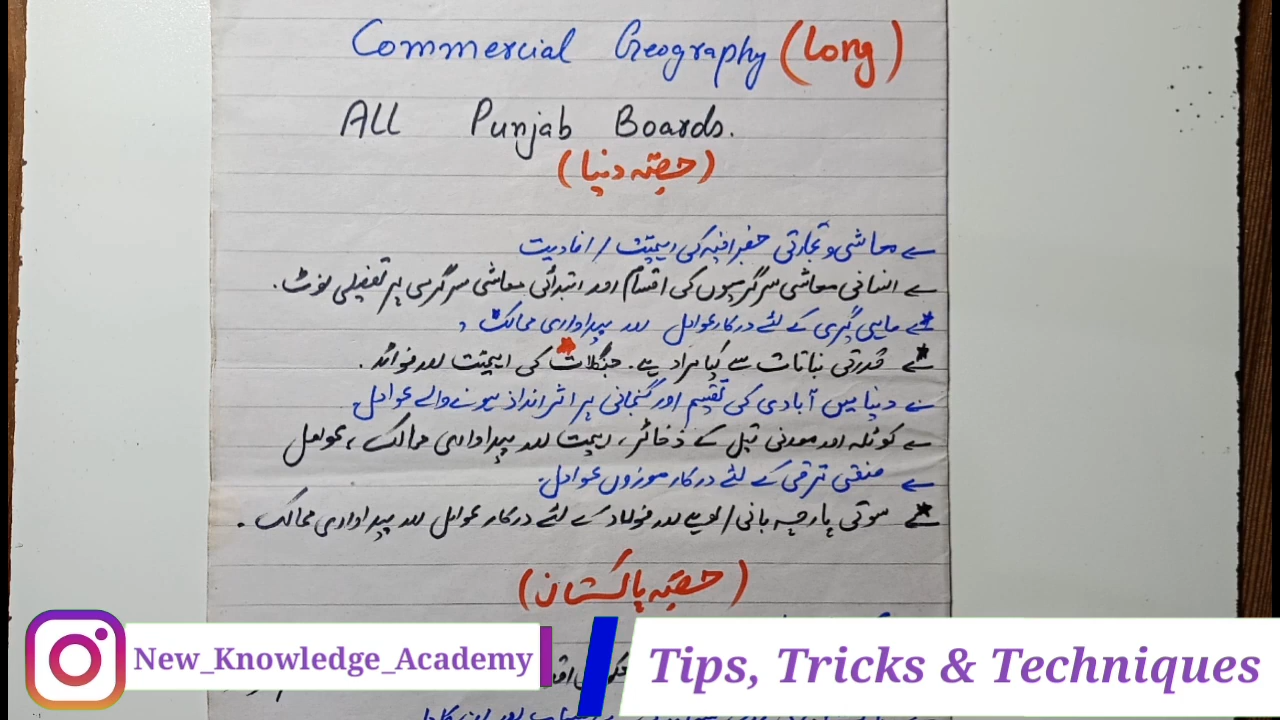 Commercial Geography (Long)
ALL Punjab Boards.
(حصّہ دنیا)
معاشی و تجارتی جغرافیہ کی اہمیت / افادیت
انسانی معاشی سرگرمیوں کی اقسام اور ابتدائی معاشی سرگرمی پر تفصیلی نوٹ۔
ماہی گیری کے لئے درکار عوامل اور پیداواری ممالک
قدرتی نباتات سے کیا مراد ہے۔ جنگلات کی اہمیت اور فوائد۔
دنیا میں آبادی کی تقسیم اور گنجانی پر اثر انداز ہونے والے عوامل۔
کوئلہ اور معدنی تیل کے ذخائر، اہمیت اور پیداواری ممالک، عوامل
صنعتی ترقی کے لئے درکار موزوں عوامل۔
سوتی پارچہ بانی / لوہے اور فولاد کے لئے درکار عوامل اور پیداواری ممالک۔
(حصّہ پاکستان)
New_Knowledge_Academy
Tips, Tricks & Techniques